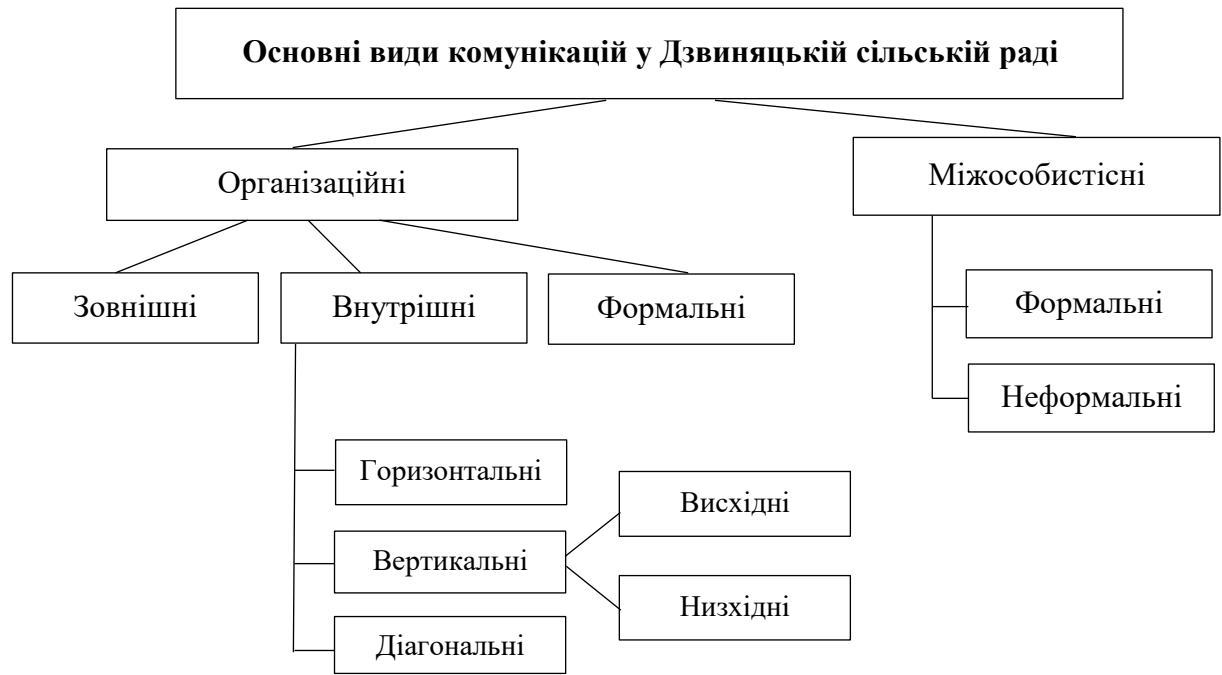 Основні види комунікацій у Дзвиняцькій сільській раді
Організаційні
Міжособистісні
Зовнішні
Внутрішні
Формальні
Формальні
Неформальні
Горизонтальні
Вертикальні
Діагональні
Висхідні
Низхідні